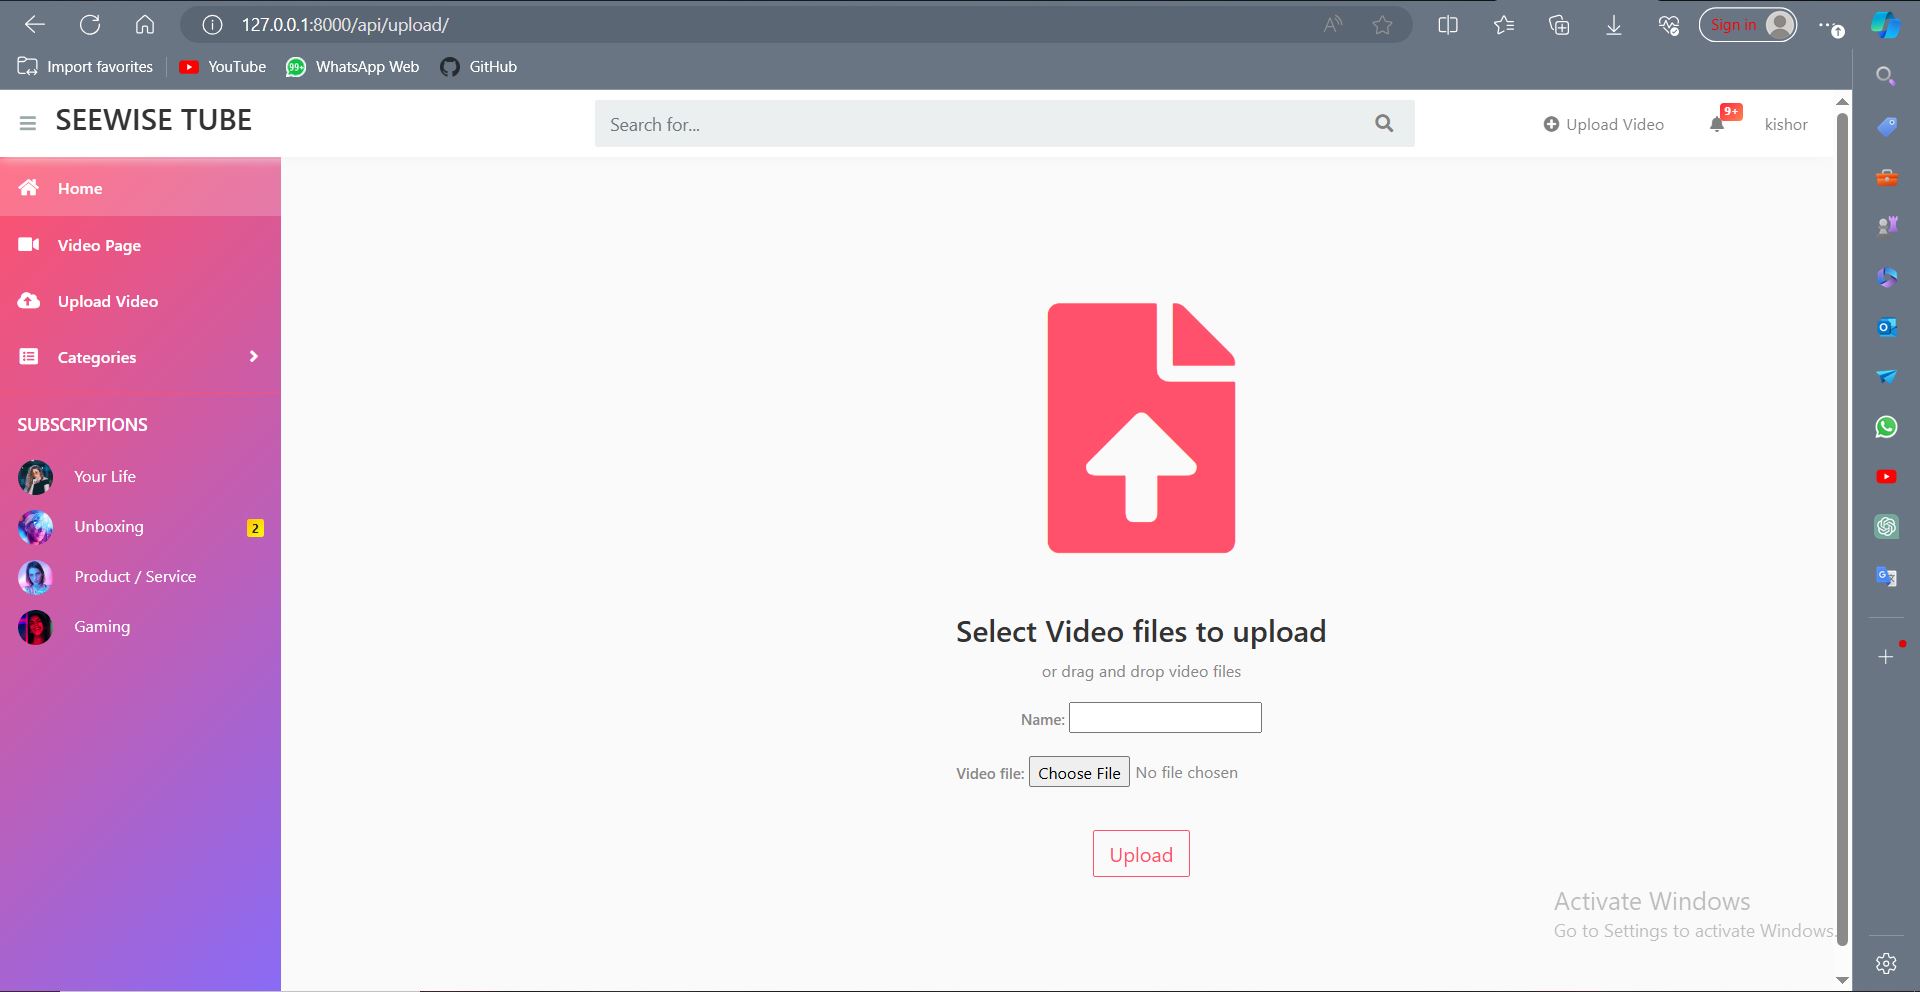 127.0.0.1:8000/api/upload/
Sign in
Import favorites
YouTube
99+
WhatsApp Web
GitHub
SEEWISE TUBE
Search for...
Upload Video
9+
kishor
Home
Video Page
Upload Video
Categories
SUBSCRIPTIONS
Your Life
Unboxing
2
Product / Service
Gaming
Select Video files to upload
or drag and drop video files
Name:
Video file: Choose File No file chosen
Upload
Activate Windows
Go to Settings to activate Windows.